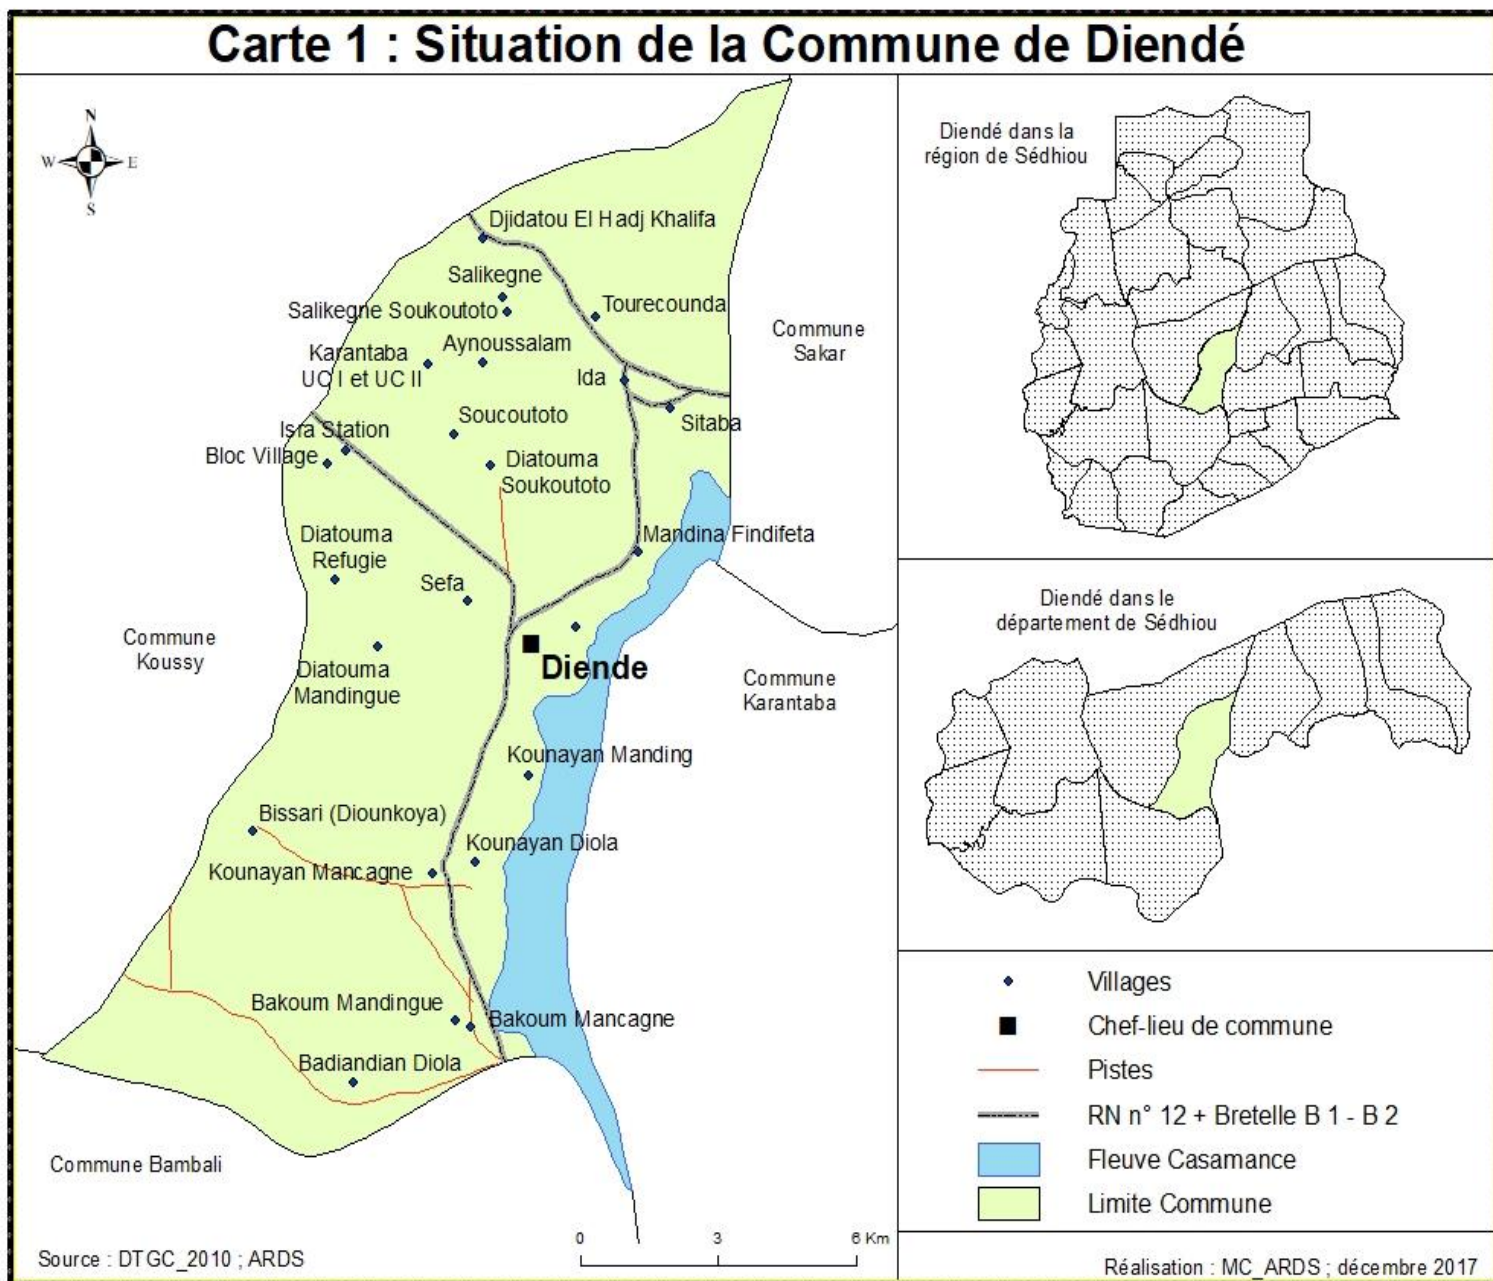 Carte 1 : Situation de la Commune de Diendé
N
W
E
S
Djidatou El Hadj Khalifa
Salikegne
Salikegne Soukoutoto
Tourecounda
Karantaba
UC I et UC II
Aynoussalam
Ida
Sitaba
Soucoutoto
Isra Station
Bloc Village
Diatouma
Soukoutoto
Diatouma
Refugie
Mandina Findifeta
Sefa
Diende
Diatouma
Mandingue
Kounayan Manding
Bissari (Diounkoya)
Kounayan Diola
Kounayan Mancagne
Bakoum Mandingue
Bakoum Mancagne
Badiandian Diola
Commune
Sakar
Commune
Koussy
Commune
Karantaba
Commune Bambali
0 3 6 Km
Source : DTGC_2010 ; ARDS
Diendé dans la
région de Sédhiou
Diendé dans le
département de Sédhiou
Villages
Chef-lieu de commune
Pistes
RN n° 12 + Bretelle B 1 - B 2
Fleuve Casamance
Limite Commune
Réalisation : MC_ARDS ; décembre 2017